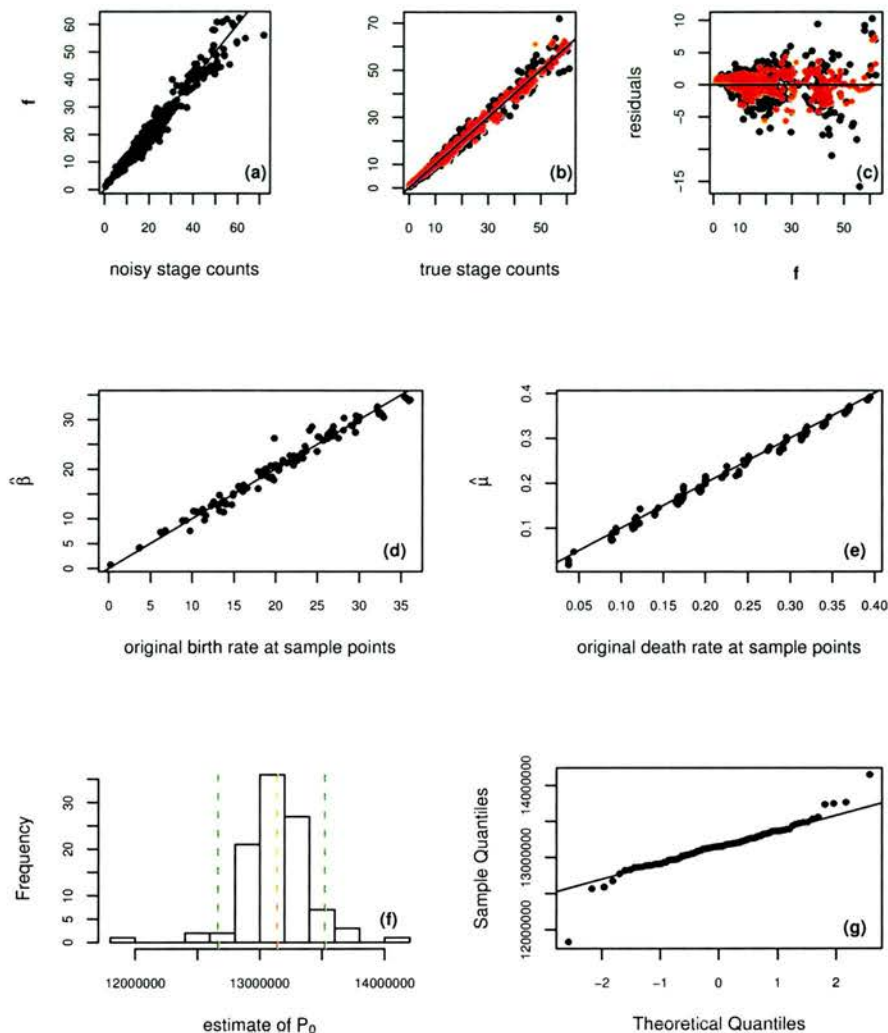 f
60
50
40
30
20
10
0
(a)
0 20 40 60
noisy stage counts
70
50
30
10
0
(b)
0 10 30 50
true stage counts
residuals
10
5
0
−5
−15
(c)
0 10 30 50
f
β̂
30
20
10
5
0
(d)
0 5 10 15 20 25 30 35
original birth rate at sample points
μ̂
0.4
0.3
0.2
0.1
(e)
0.05 0.10 0.15 0.20 0.25 0.30 0.35 0.40
original death rate at sample points
Frequency
30
20
10
5
0
(f)
12000000 13000000 14000000
estimate of P0
Sample Quantiles
14000000
13000000
12000000
(g)
−2 −1 0 1 2
Theoretical Quantiles